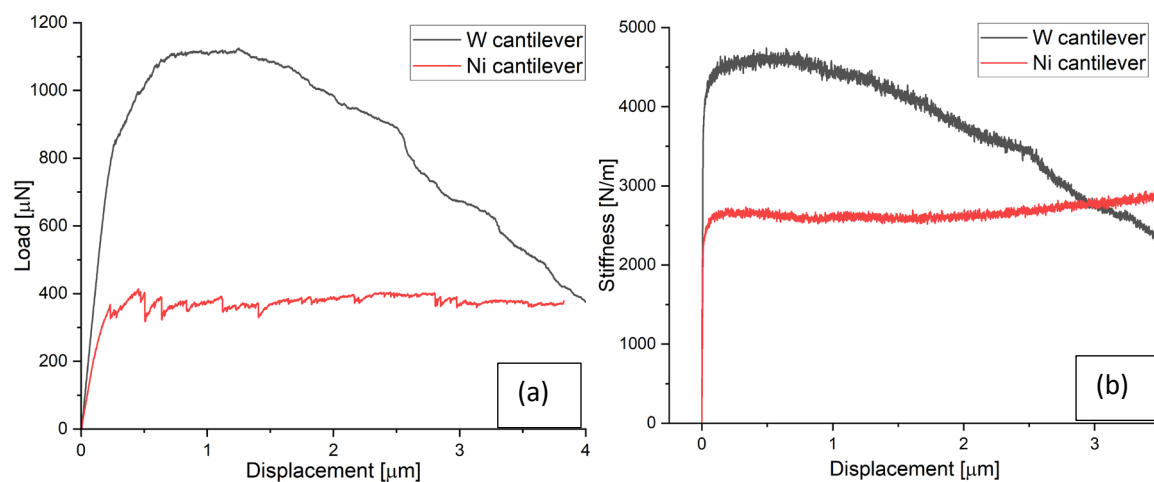 W cantilever
Ni cantilever
1200
1000
800
600
400
200
0
Load [μN]
0
1
2
3
4
Displacement [μm]
(a)
W cantilever
Ni cantilever
5000
4000
3000
2000
1000
0
Stiffness [N/m]
0
1
2
3
Displacement [μm]
(b)